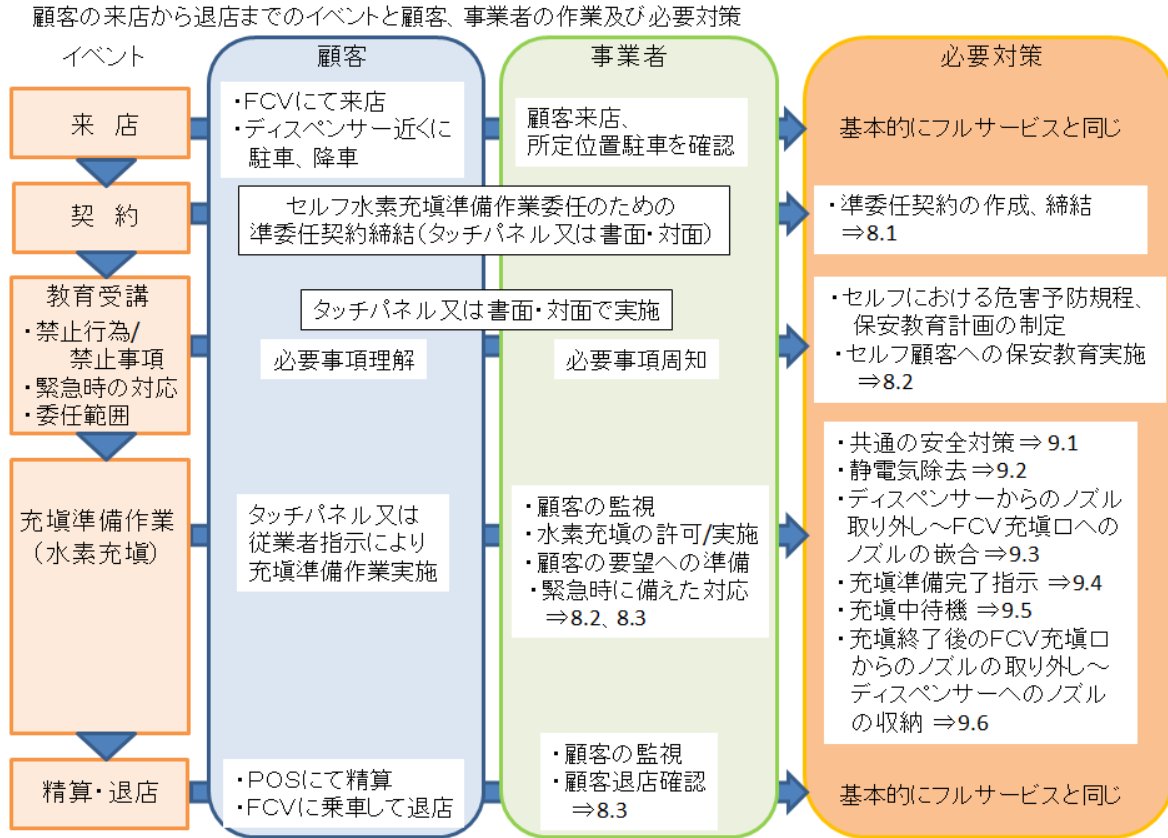 顧客の来店から退店までのイベントと顧客、事業者の作業及び必要対策
イベント
顧客
事業者
必要対策
来 店
・FCVにて来店
・ディスペンサー近くに
駐車、降車
顧客来店、
所定位置駐車を確認
基本的にフルサービスと同じ
契 約
セルフ水素充塡準備作業委任のための
準委任契約締結(タッチパネル又は書面・対面)
・準委任契約の作成、締結
⇒8.1
教育受講
・禁止行為/
禁止事項
・緊急時の対応
・委任範囲
タッチパネル又は書面・対面で実施
必要事項理解
必要事項周知
・セルフにおける危害予防規程、
保安教育計画の制定
・セルフ顧客への保安教育実施
⇒8.2
充塡準備作業
(水素充塡)
タッチパネル又は
従業者指示により
充塡準備作業実施
・顧客の監視
・水素充塡の許可/実施
・顧客の要望への準備
・緊急時に備えた対応
⇒8.2、8.3
・共通の安全対策⇒ 9.1
・静電気除去 ⇒9.2
・ディスペンサーからのノズル
取り外し～FCV充塡口への
ノズルの嵌合 ⇒9.3
・充塡準備完了指示 ⇒9.4
・充塡中待機 ⇒9.5
・充塡終了後のFCV充塡口
からのノズルの取り外し～
ディスペンサーへのノズル
の収納 ⇒9.6
精算・退店
・POSにて精算
・FCVに乗車して退店
・顧客の監視
・顧客退店確認
⇒8.3
基本的にフルサービスと同じ